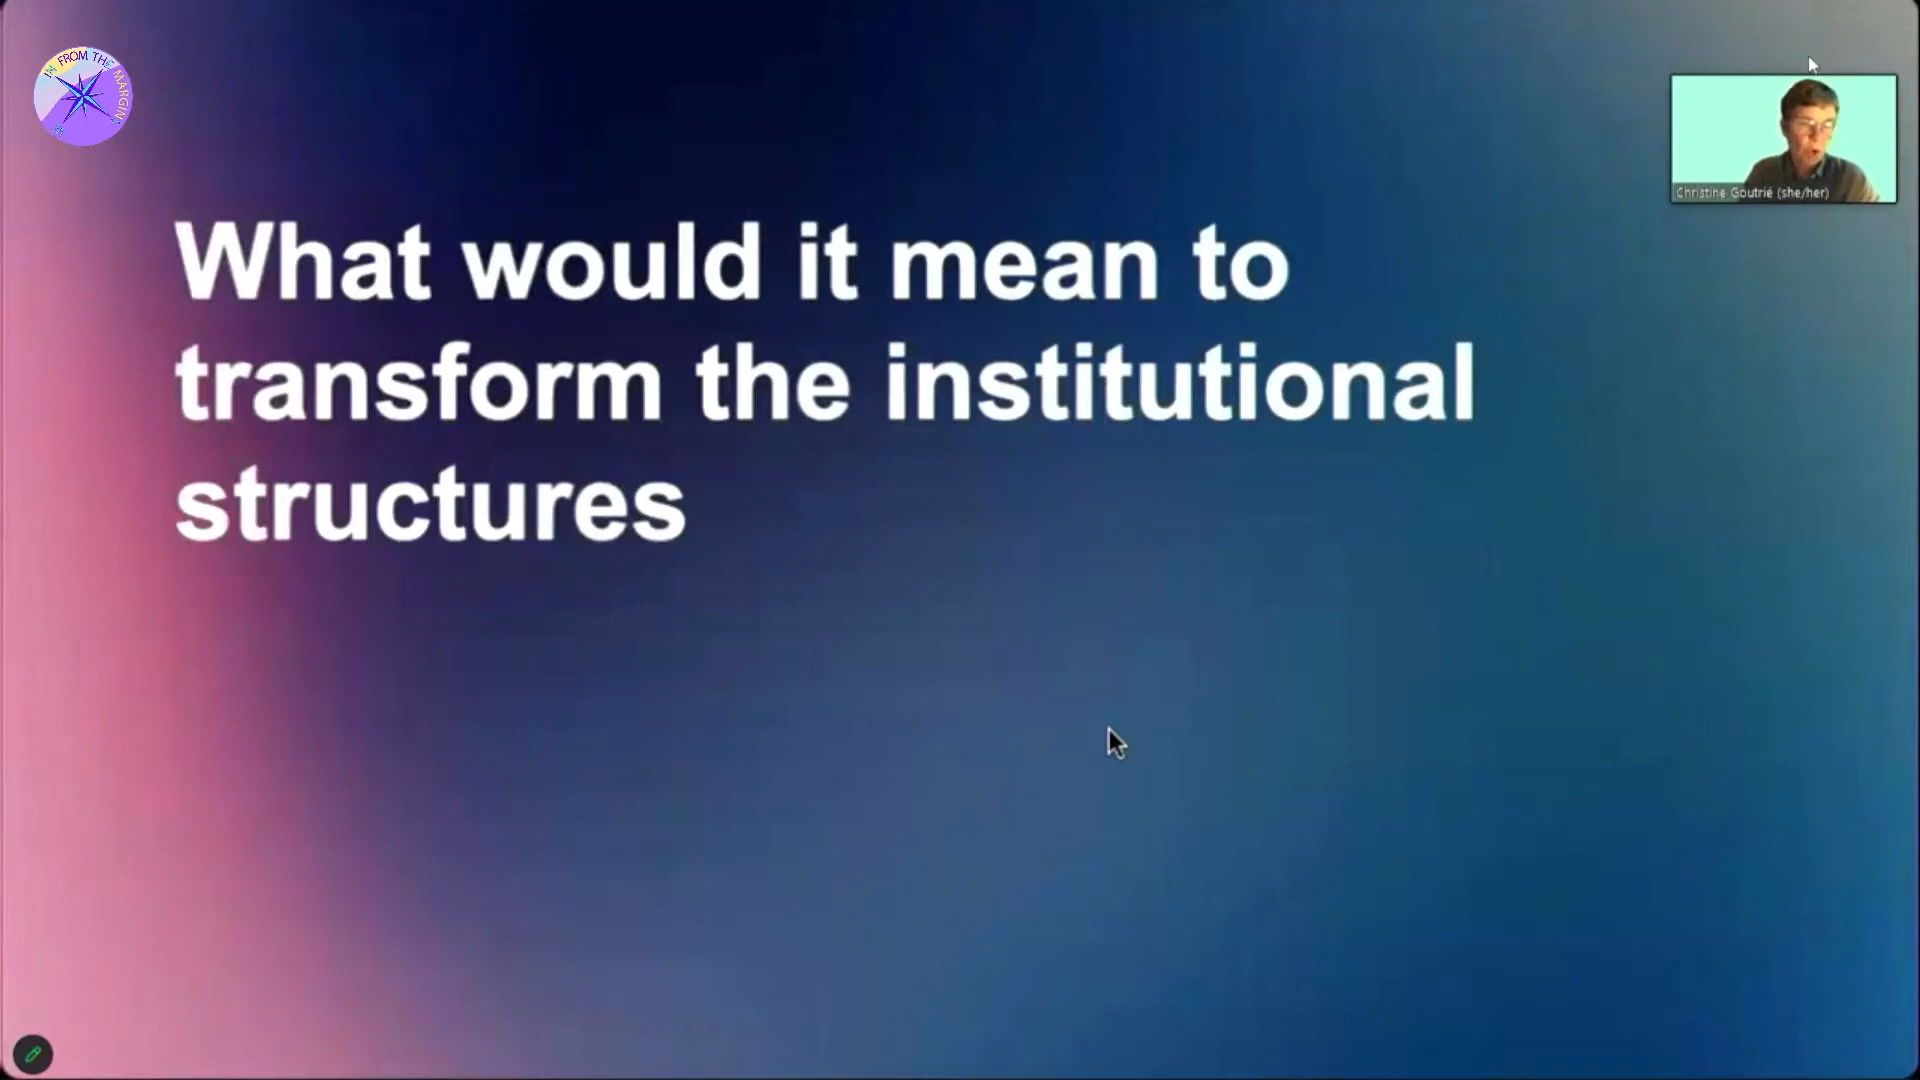 IN FROM THE MARGINS
Christine Goutrié (she/her)
What would it mean to
transform the institutional
structures